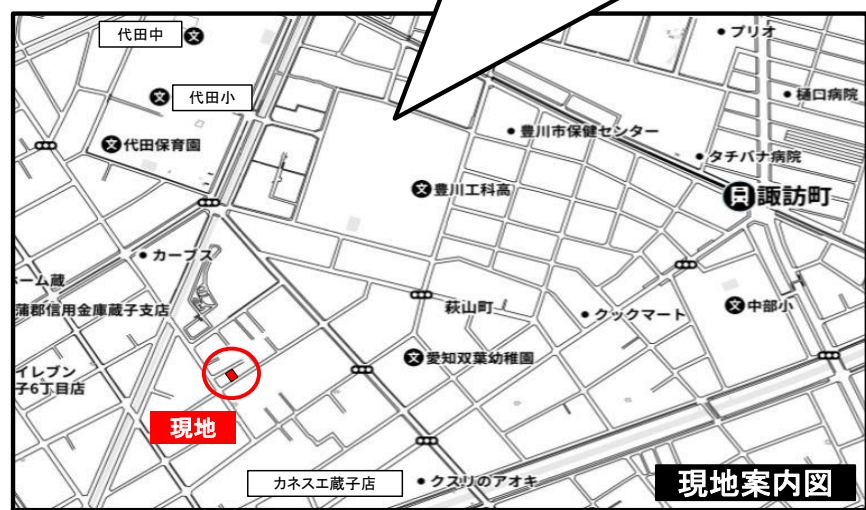 代田中
プリオ
代田小
樋口病院
豊川市保健センター
代田保育園
タチバナ病院
豊川工科高
諏訪町
カーブス
ーム蔵
蒲郡信用金庫蔵子支店
萩山町
クックマート
中部小
愛知双葉幼稚園
イレブン
子6丁目店
現地
カネスエ蔵子店
クスリのアオキ
現地案内図